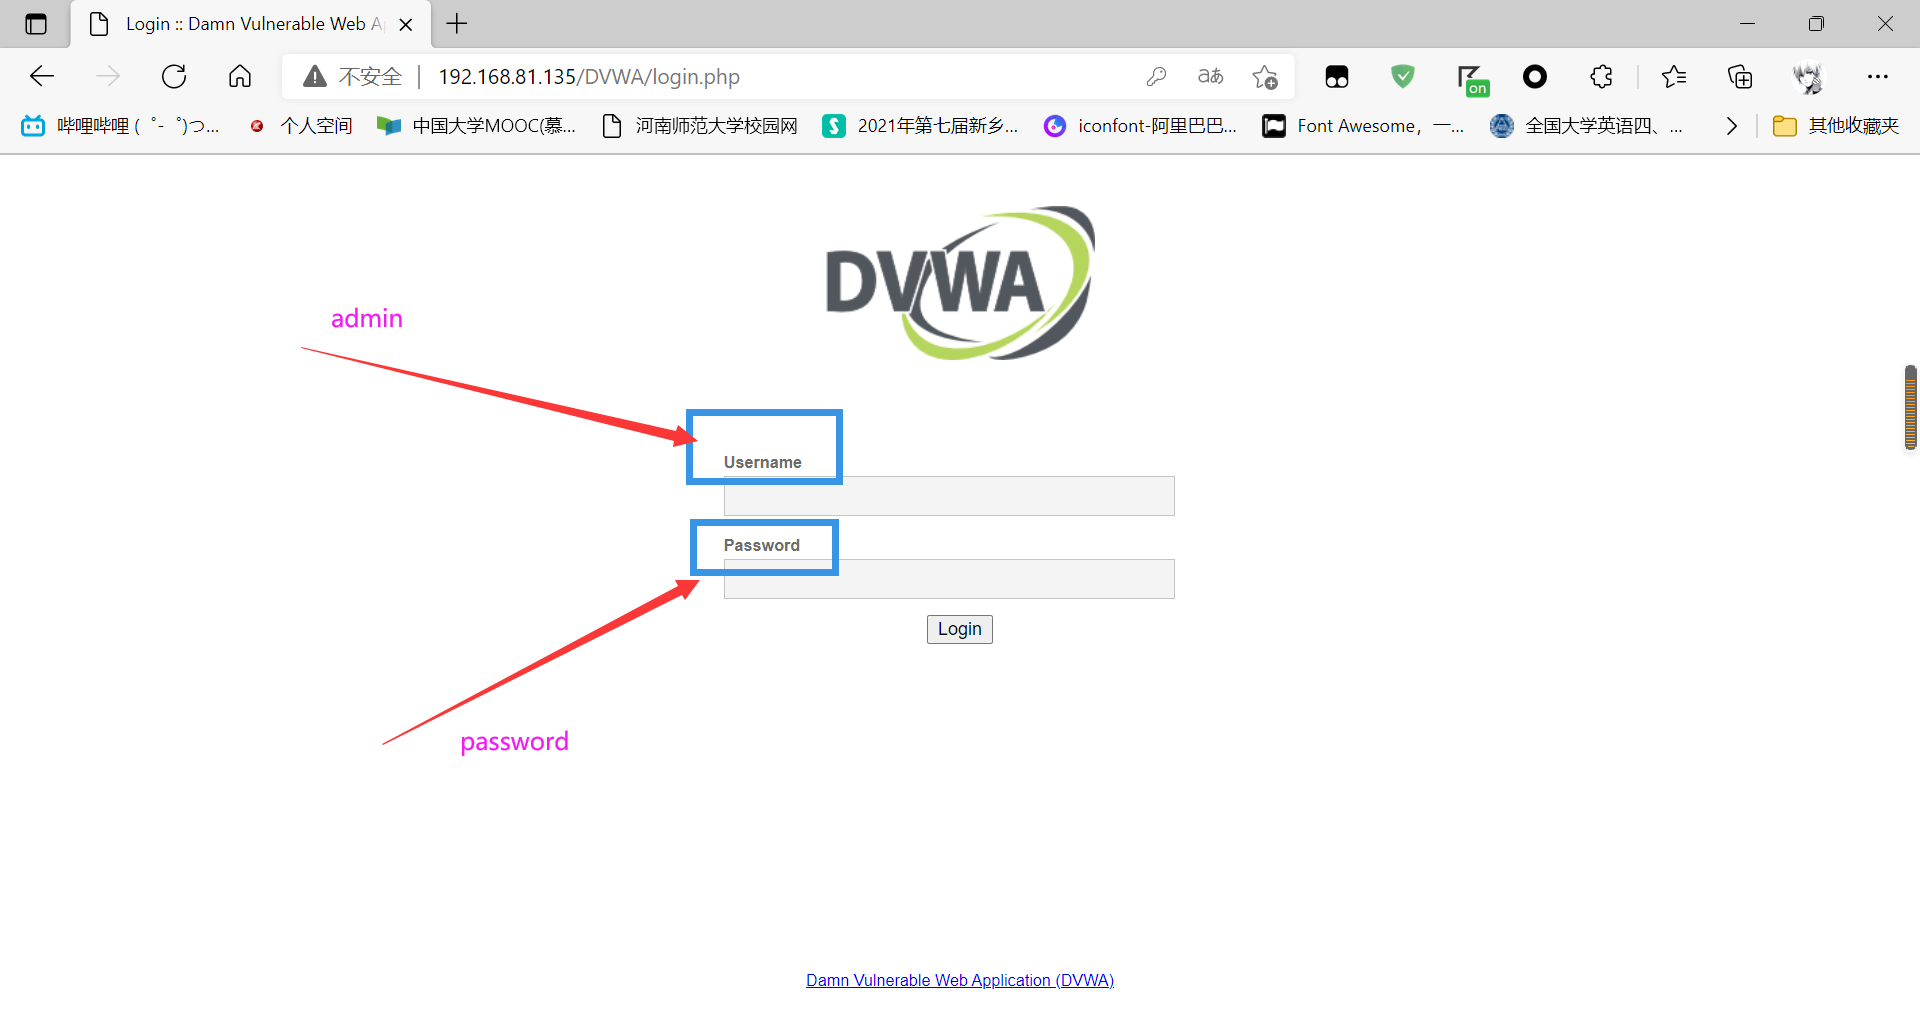 Login :: Damn Vulnerable Web A
不安全 192.168.81.135/DVWA/login.php aあ on
哔哩哔哩 (゜-゜)つ... 个人空间 中国大学MOOC(慕... 河南师范大学校园网 S 2021年第七届新乡... iconfont-阿里巴巴... Font Awesome，一... 全国大学英语四、... 其他收藏夹
DVWA
admin
Username
Password
Login
password
Damn Vulnerable Web Application (DVWA)